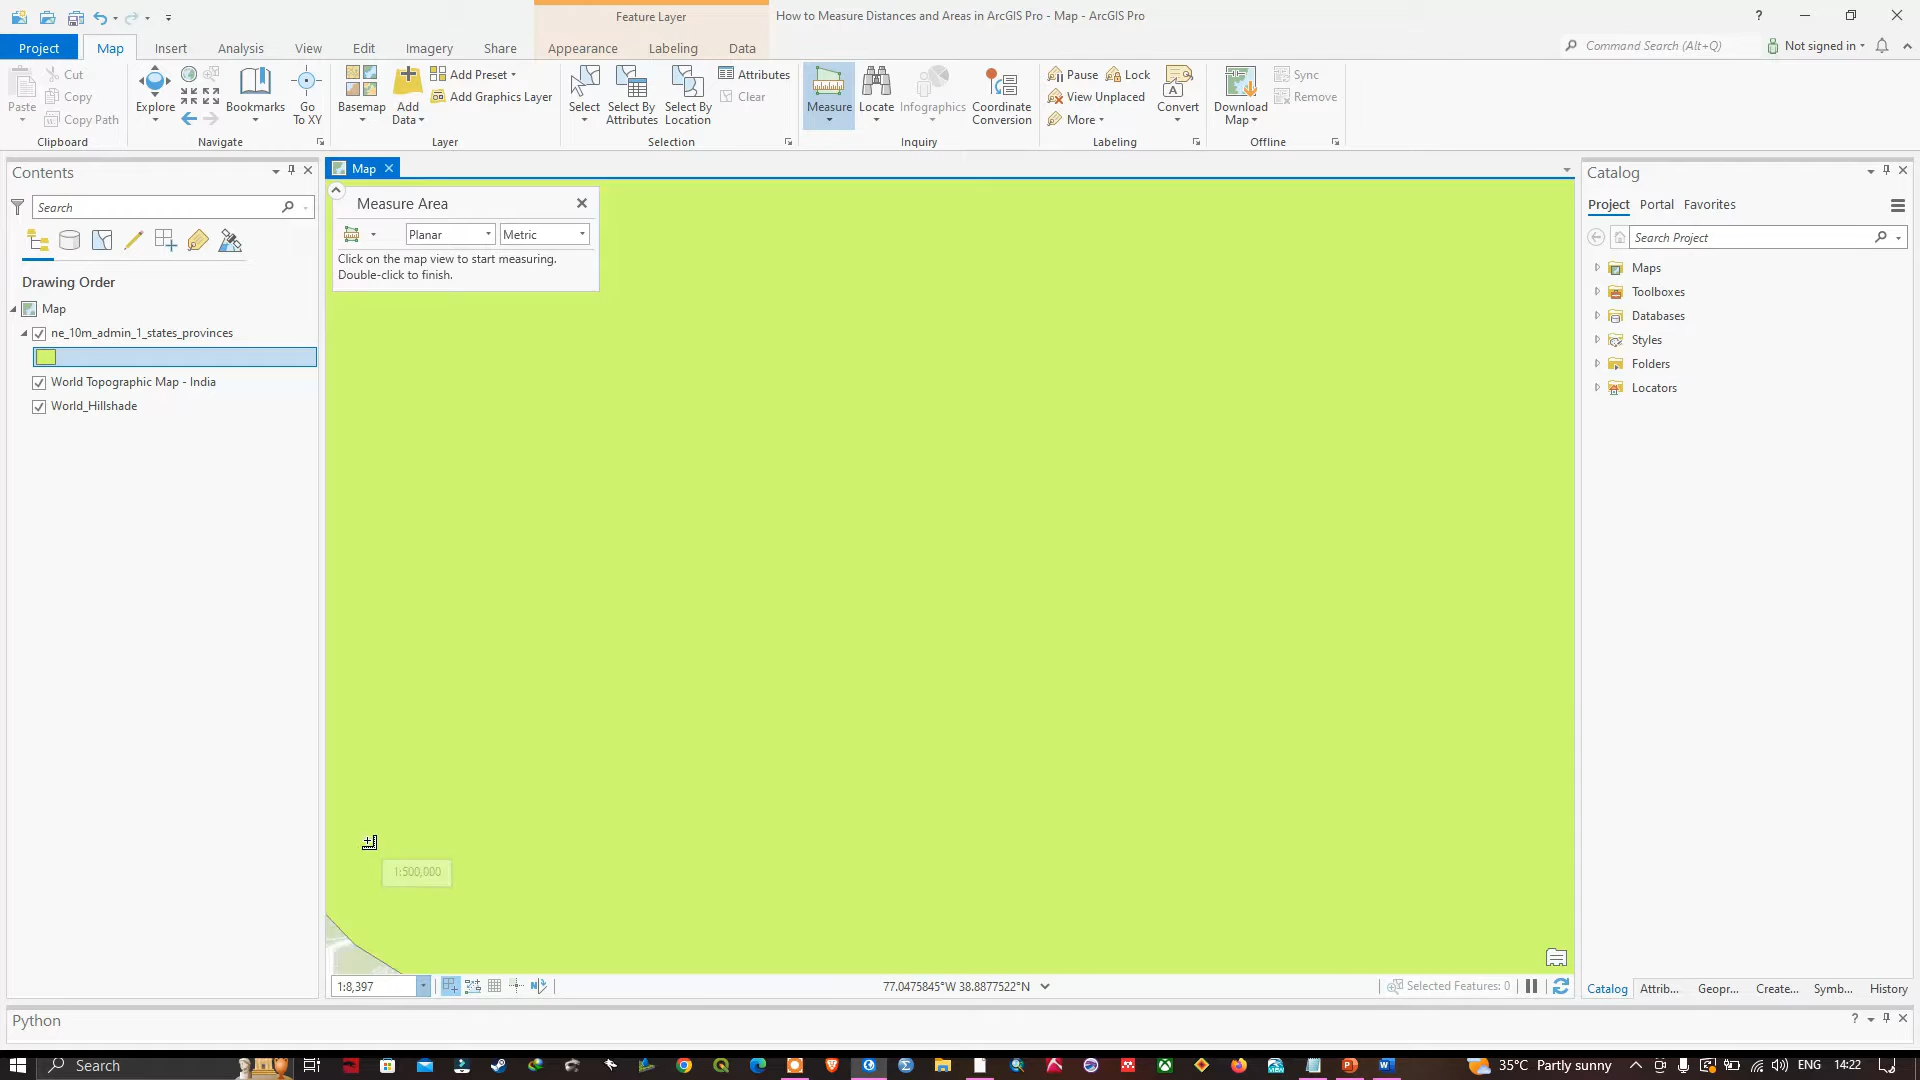 Feature Layer
How to Measure Distances and Areas in ArcGIS Pro - Map - ArcGIS Pro
?
Project Map Insert Analysis View Edit Imagery Share Appearance Labeling Data
Command Search (Alt+Q)
Not signed in
Paste
Cut
Copy
Copy Path
Clipboard
Explore
Bookmarks
Go To XY
Navigate
Basemap
Add Data
Add Preset
Add Graphics Layer
Layer
Select
Select By Attributes
Select By Location
Attributes
Clear
Selection
Measure
Locate
Infographics
Coordinate Conversion
Inquiry
Pause
Lock
View Unplaced
More
Convert
Labeling
Download Map
Sync
Remove
Offline
Contents
Search
Drawing Order
Map
ne_10m_admin_1_states_provinces
World Topographic Map - India
World_Hillshade
Map
Measure Area
Planar
Metric
Click on the map view to start measuring.
Double-click to finish.
1:500,000
1:8,397
77.0475845°W 38.8877522°N
Selected Features: 0
Catalog
Project Portal Favorites
Search Project
Maps
Toolboxes
Databases
Styles
Folders
Locators
Catalog Attrib... Geopr... Create... Symb... History
Python
?
Search
35°C Partly sunny
ENG
14:22